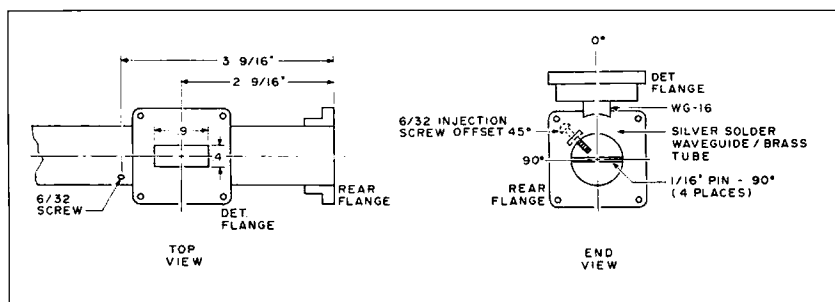 3 9/16"
2 9/16"
9
4
6/32
SCREW
DET.
FLANGE
REAR
FLANGE
TOP
VIEW
0°
DET
FLANGE
WG-16
6/32 INJECTION
SCREW OFFSET 45°
SILVER SOLDER
WAVEGUIDE/BRASS
TUBE
90°
1/16" PIN - 90°
(4 PLACES)
REAR
FLANGE
END
VIEW